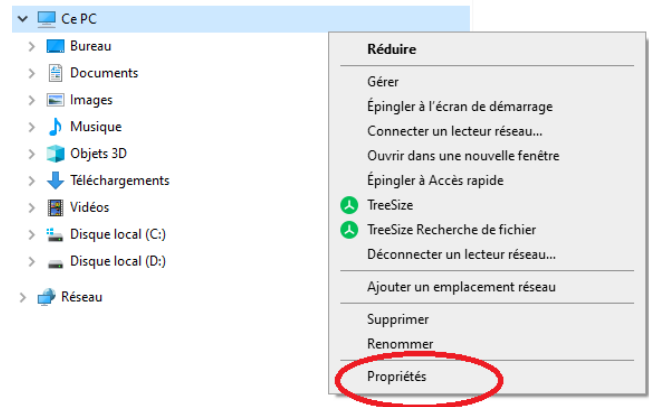 Ce PC
Bureau
Documents
Images
Musique
Objets 3D
Téléchargements
Vidéos
Disque local (C:)
Disque local (D:)
Réseau
Réduire
Gérer
Épingler à l'écran de démarrage
Connecter un lecteur réseau...
Ouvrir dans une nouvelle fenêtre
Épingler à Accès rapide
TreeSize
TreeSize Recherche de fichier
Déconnecter un lecteur réseau...
Ajouter un emplacement réseau
Supprimer
Renommer
Propriétés